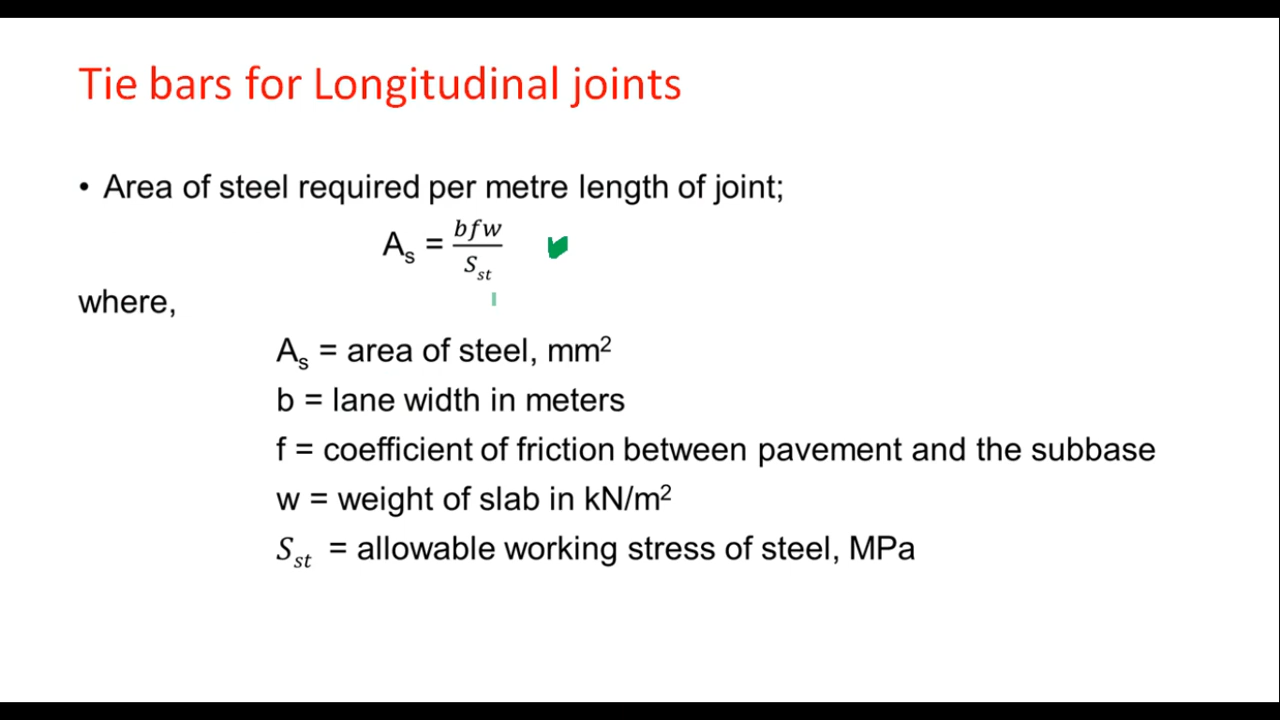 Tie bars for Longitudinal joints
• Area of steel required per metre length of joint;
Aₛ = bfw / Sₛₜ
where,
Aₛ = area of steel, mm²
b = lane width in meters
f = coefficient of friction between pavement and the subbase
w = weight of slab in kN/m²
Sₛₜ = allowable working stress of steel, MPa